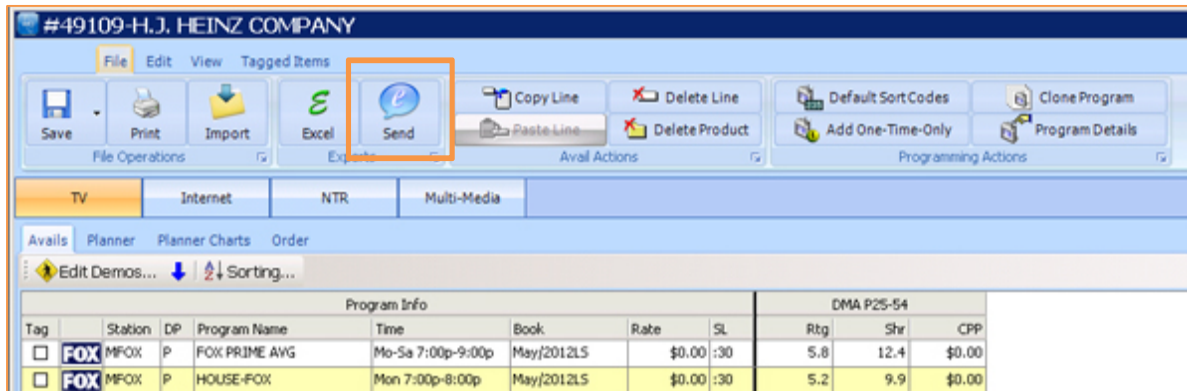 #49109-H.J. HEINZ COMPANY
File Edit View Tagged Items
Save Print Import Excel Send Copy Line Delete Line Default SortCodes Clone Program
Paste Line Delete Product Add One-Time-Only Program Details
File Operations Exports Avail Actions Programming Actions
TV Internet NTR Multi-Media
Avails Planner Planner Charts Order
Edit Demos... Sorting...
Program Info DMA P25-54
Tag Station DP Program Name Time Book Rate SL Rtg Shr CPP
FOX MFOX P FOX PRIME AVG Mo-Sa 7:00p-9:00p May/2012LS $0.00 :30 5.8 12.4 $0.00
FOX MFOX P HOUSE-FOX Mon 7:00p-8:00p May/2012LS $0.00 :30 5.2 9.9 $0.00